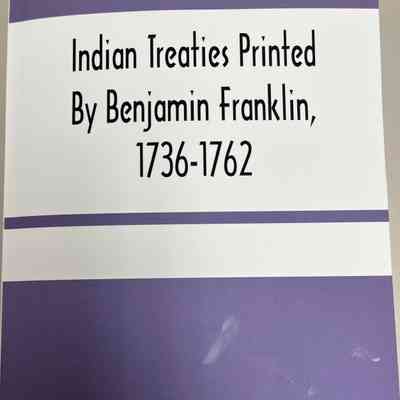 Indian Treaties Printed
By Benjamin Franklin,
1736-1762